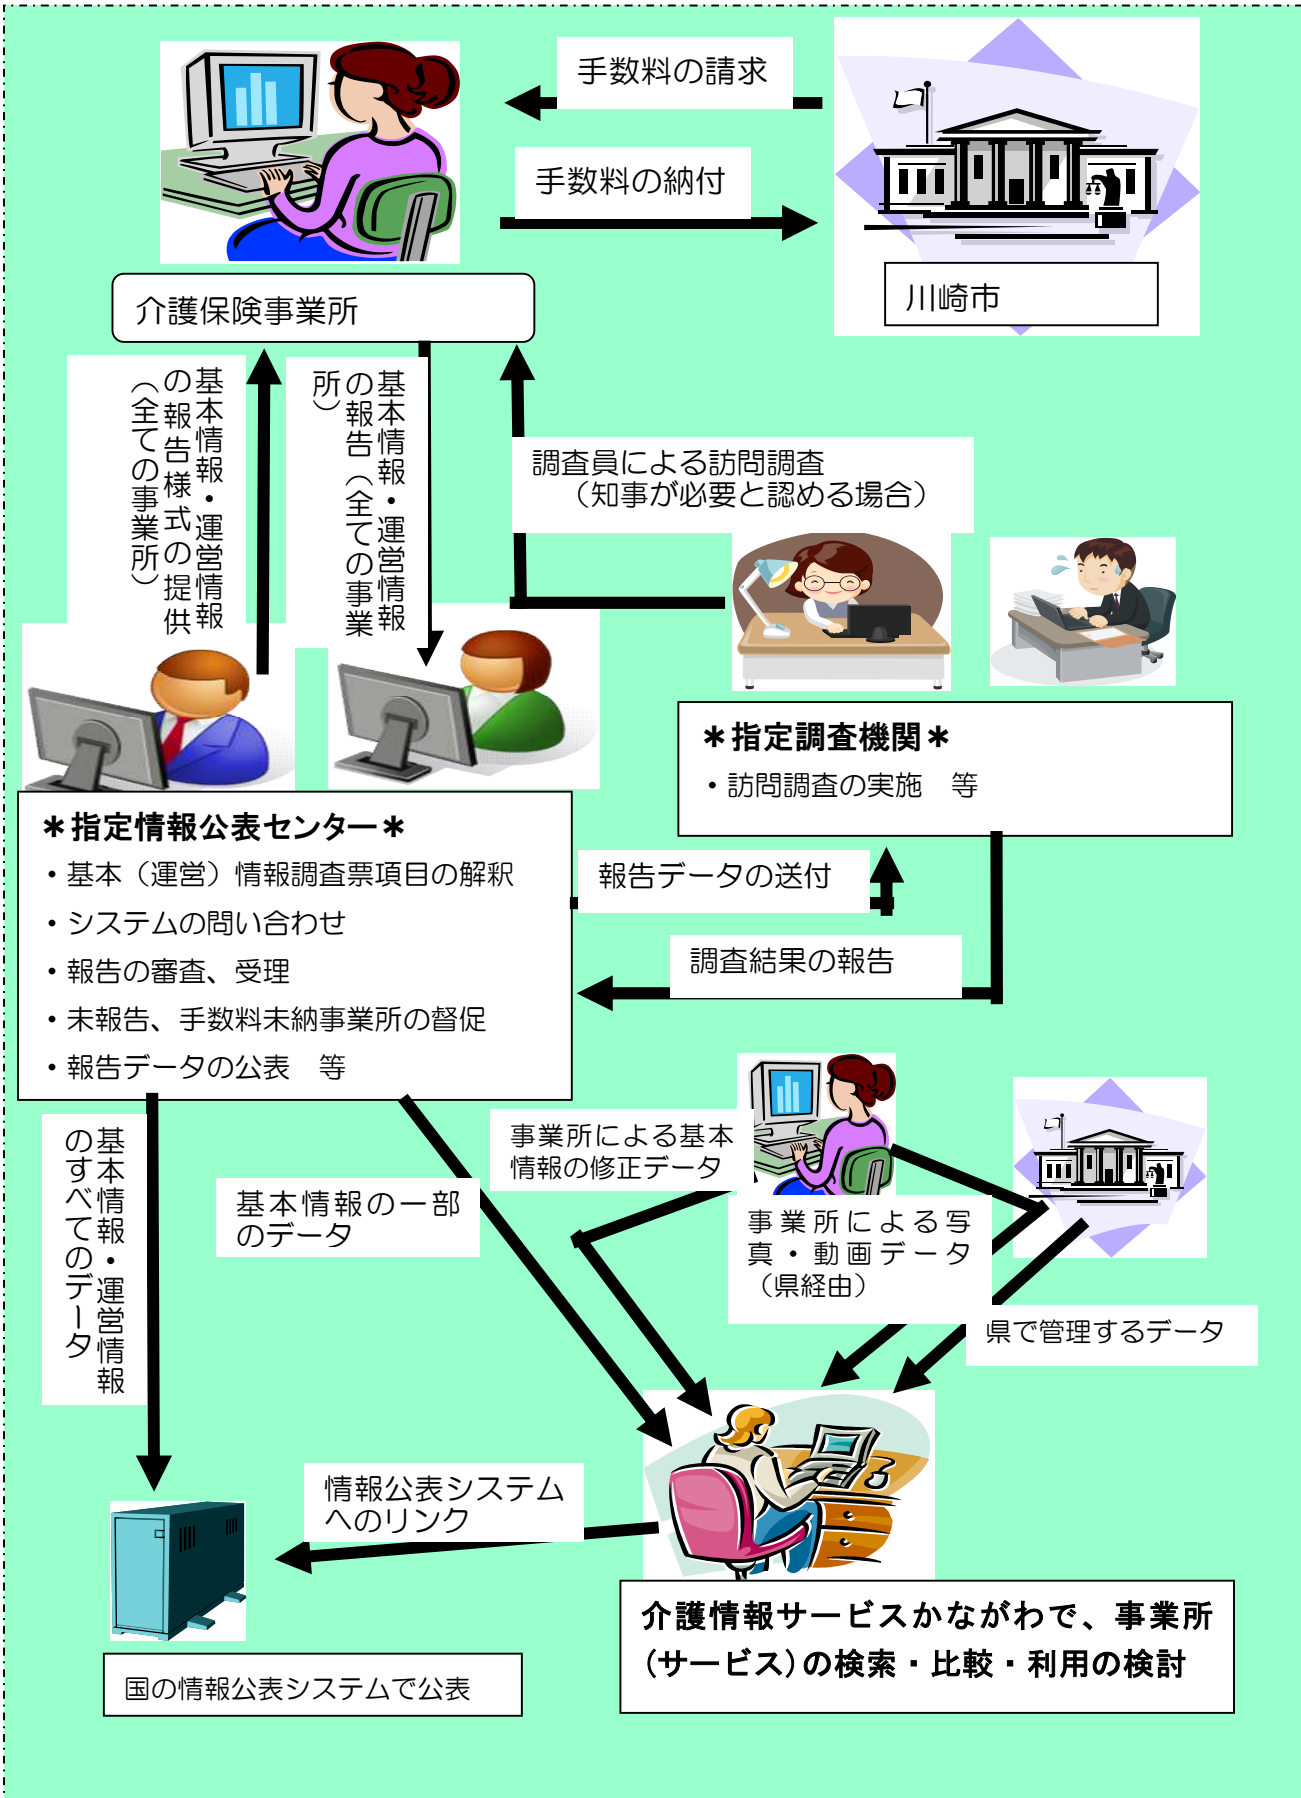 手数料の請求
手数料の納付
川崎市
介護保険事業所
基本情報・運営情報
の報告様式の提供
（全ての事業所）
基本情報・運営情報
の報告（全ての事業
所）
調査員による訪問調査
（知事が必要と認める場合）
＊指定調査機関＊
・訪問調査の実施　等
＊指定情報公表センター＊
・基本（運営）情報調査票項目の解釈
・システムの問い合わせ
・報告の審査、受理
・未報告、手数料未納事業所の督促
・報告データの公表　等
報告データの送付
調査結果の報告
基本情報・運営情報
のすべてのデータ
基本情報の一部
のデータ
事業所による基本
情報の修正データ
事業所による写
真・動画データ
（県経由）
県で管理するデータ
情報公表システム
へのリンク
国の情報公表システムで公表
介護情報サービスかながわで、事業所
(サービス)の検索・比較・利用の検討